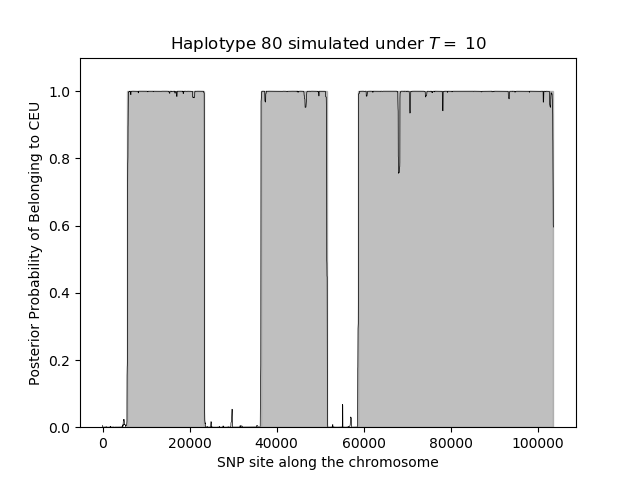 Haplotype 80 simulated under T = 10
Posterior Probability of Belonging to CEU
1.0
0.8
0.6
0.4
0.2
0.0
0 20000 40000 60000 80000 100000
SNP site along the chromosome